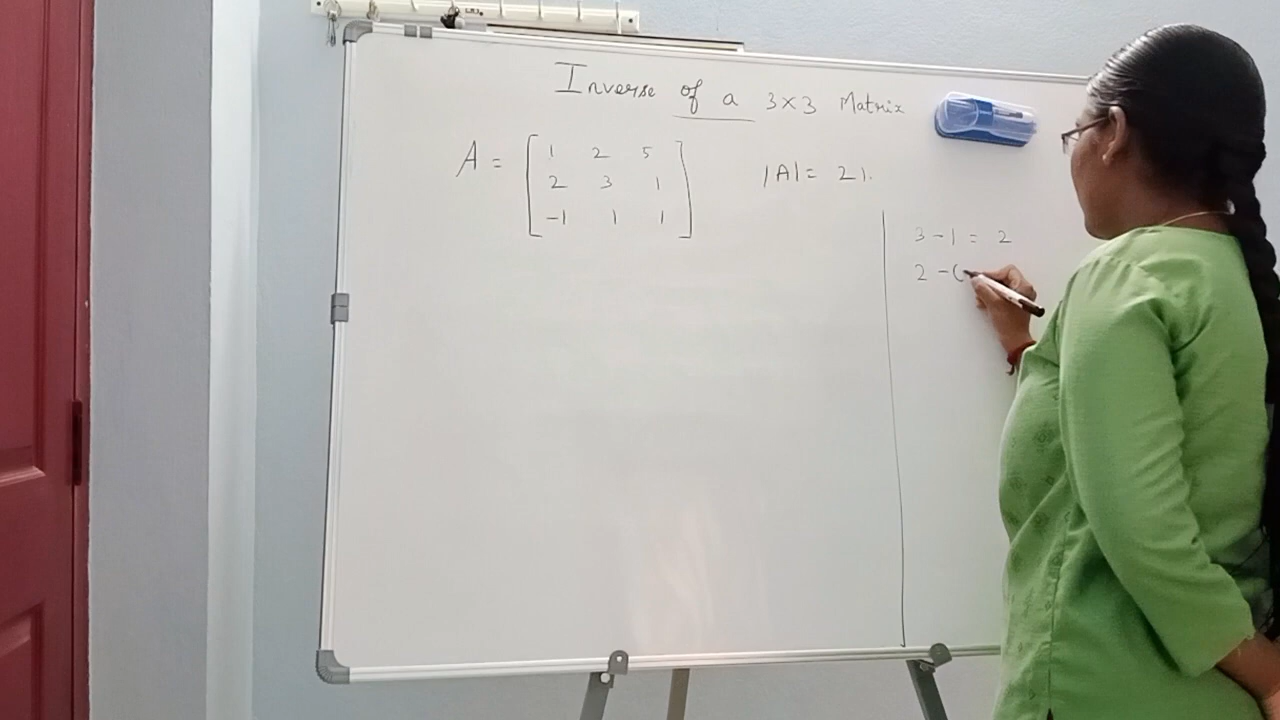 Inverse of a 3×3 Matrix
A = [ 1 2 5
2 3 1
-1 1 1 ]
|A| = 21.
3 - 1 = 2
2 - (